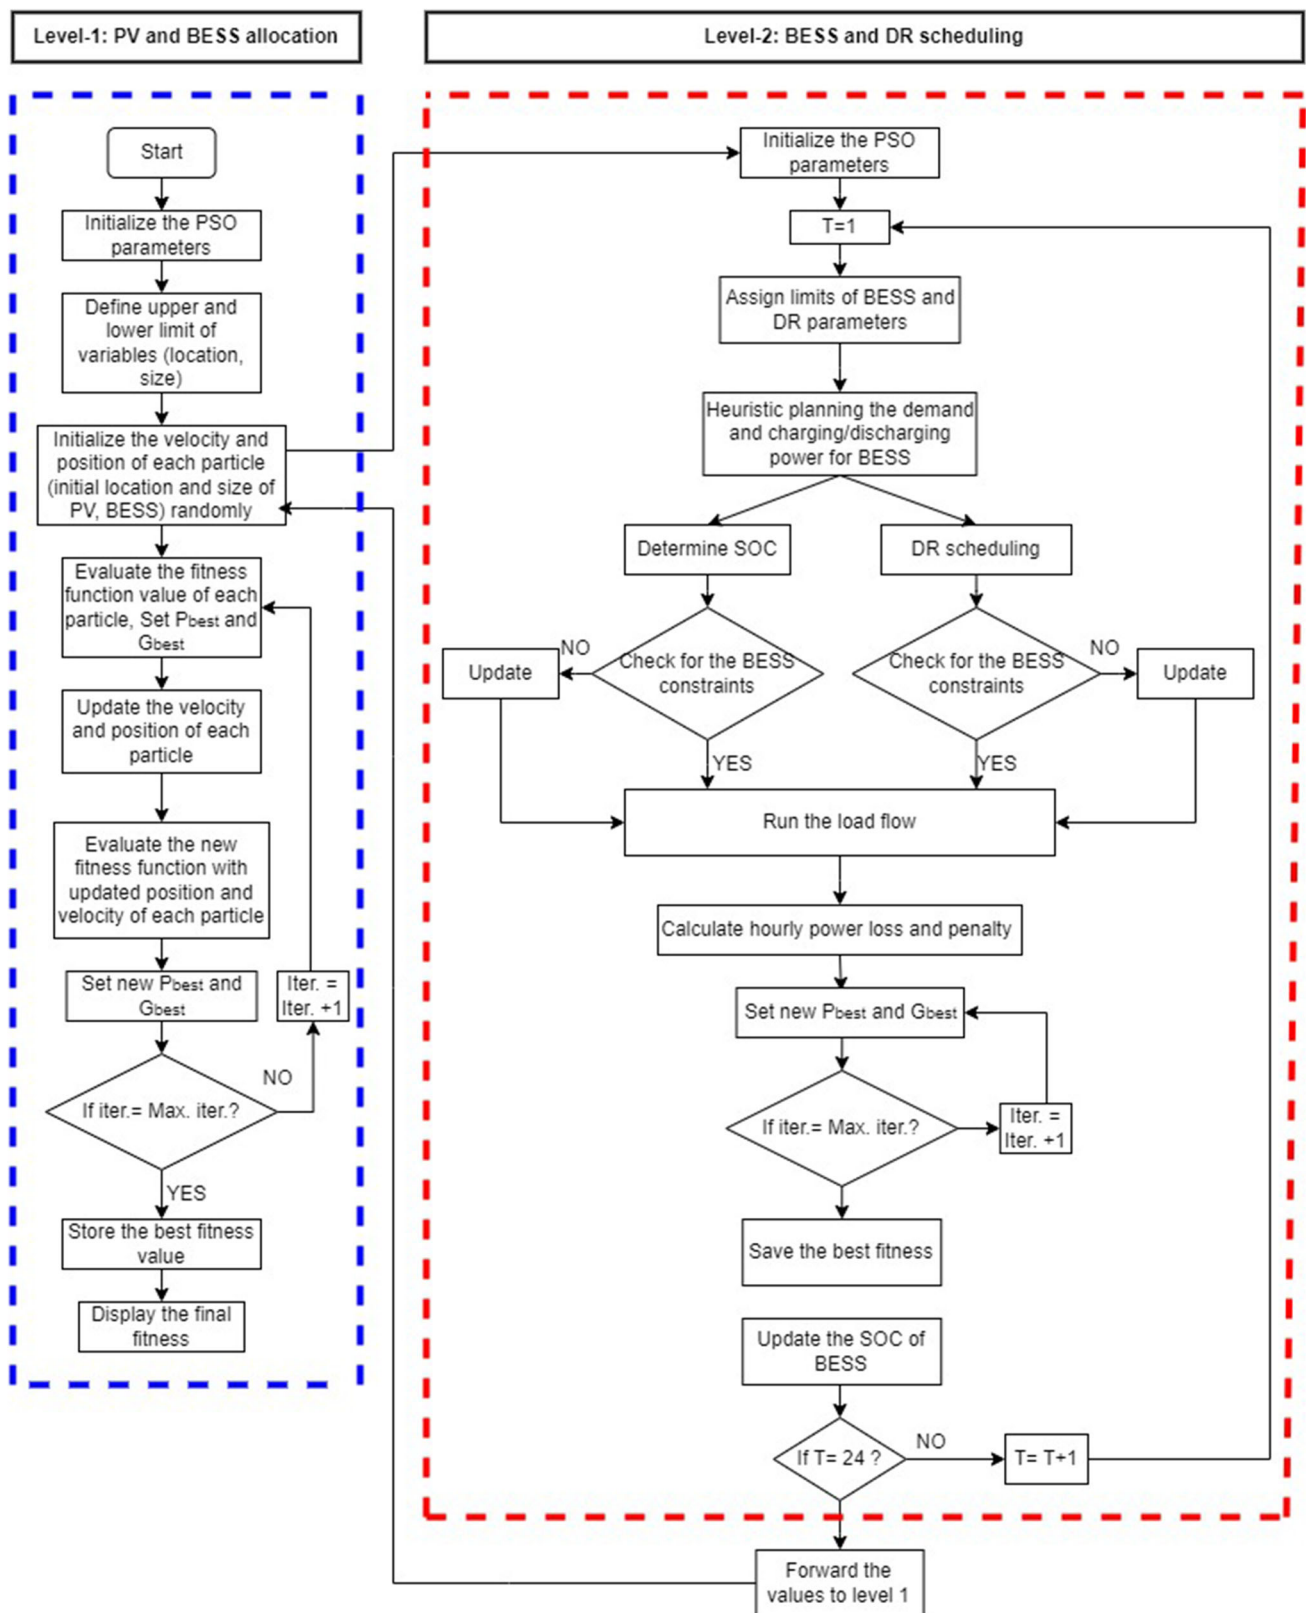 Level-1: PV and BESS allocation
Start
Initialize the PSO
parameters
Define upper and
lower limit of
variables (location,
size)
Initialize the velocity and
position of each particle
(initial location and size of
PV, BESS) randomly
Evaluate the fitness
function value of each
particle, Set Pbest and
Gbest
Update the velocity
and position of each
particle
Evaluate the new
fitness function with
updated position and
velocity of each particle
Set new Pbest and
Gbest
Iter. =
Iter. +1
NO
If iter.= Max. iter.?
YES
Store the best fitness
value
Display the final
fitness
Level-2: BESS and DR scheduling
Initialize the PSO
parameters
T=1
Assign limits of BESS and
DR parameters
Heuristic planning the demand
and charging/discharging
power for BESS
Determine SOC
DR scheduling
NO
Check for the BESS
constraints
Update
YES
Check for the BESS
constraints
NO
Update
YES
Run the load flow
Calculate hourly power loss and penalty
Set new Pbest and Gbest
If iter.= Max. iter.?
Iter. =
Iter. +1
Save the best fitness
Update the SOC of
BESS
If T= 24 ?
NO
T= T+1
Forward the
values to level 1